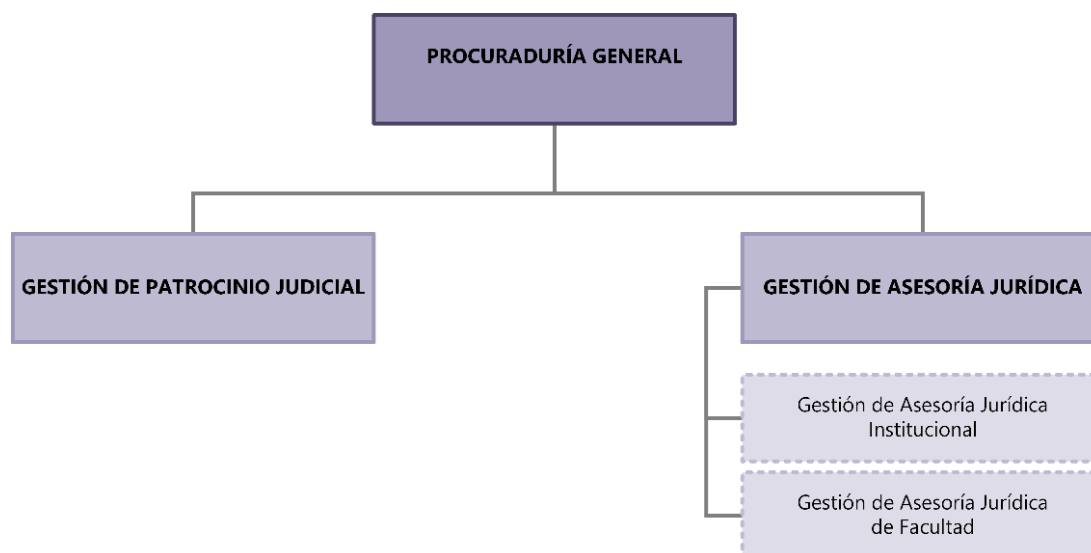 PROCURADURÍA GENERAL
GESTIÓN DE PATROCINIO JUDICIAL
GESTIÓN DE ASESORÍA JURÍDICA
Gestión de Asesoría Jurídica
Institucional
Gestión de Asesoría Jurídica
de Facultad